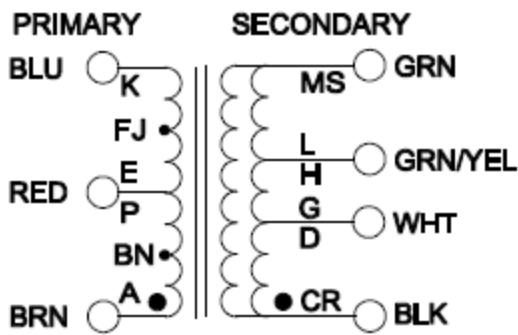 PRIMARY SECONDARY
BLU K MS GRN
FJ
L GRN/YEL
RED E H
P G WHT
BN D
A CR
BRN BLK